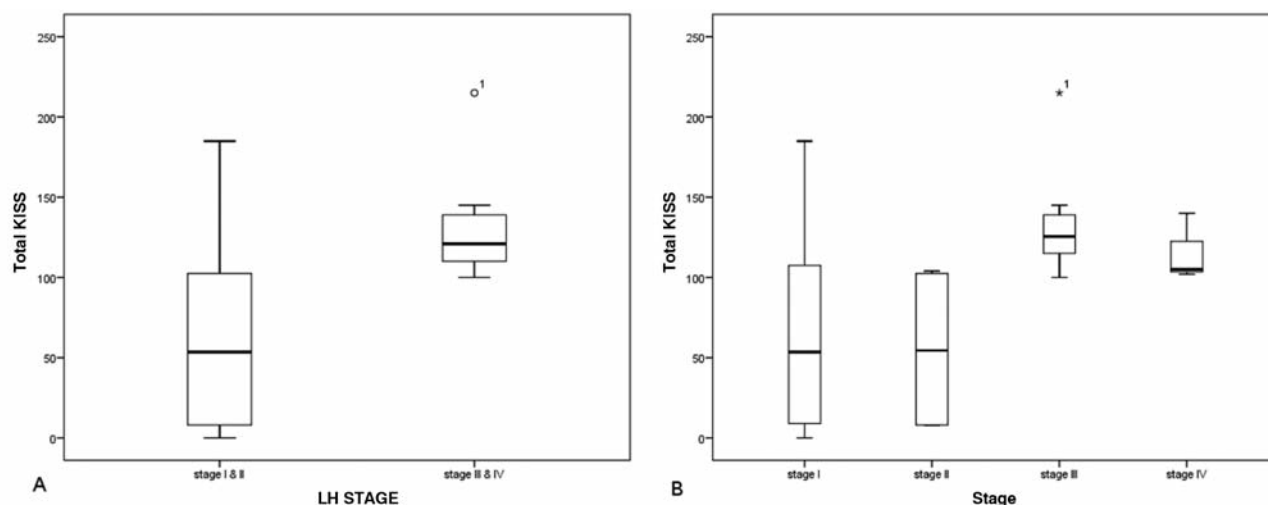 250
200
150
100
50
0
Total KISS
1
stage I & II
stage III & IV
LH STAGE
A
250
200
150
100
50
0
Total KISS
1
stage I
stage II
stage III
stage IV
Stage
B